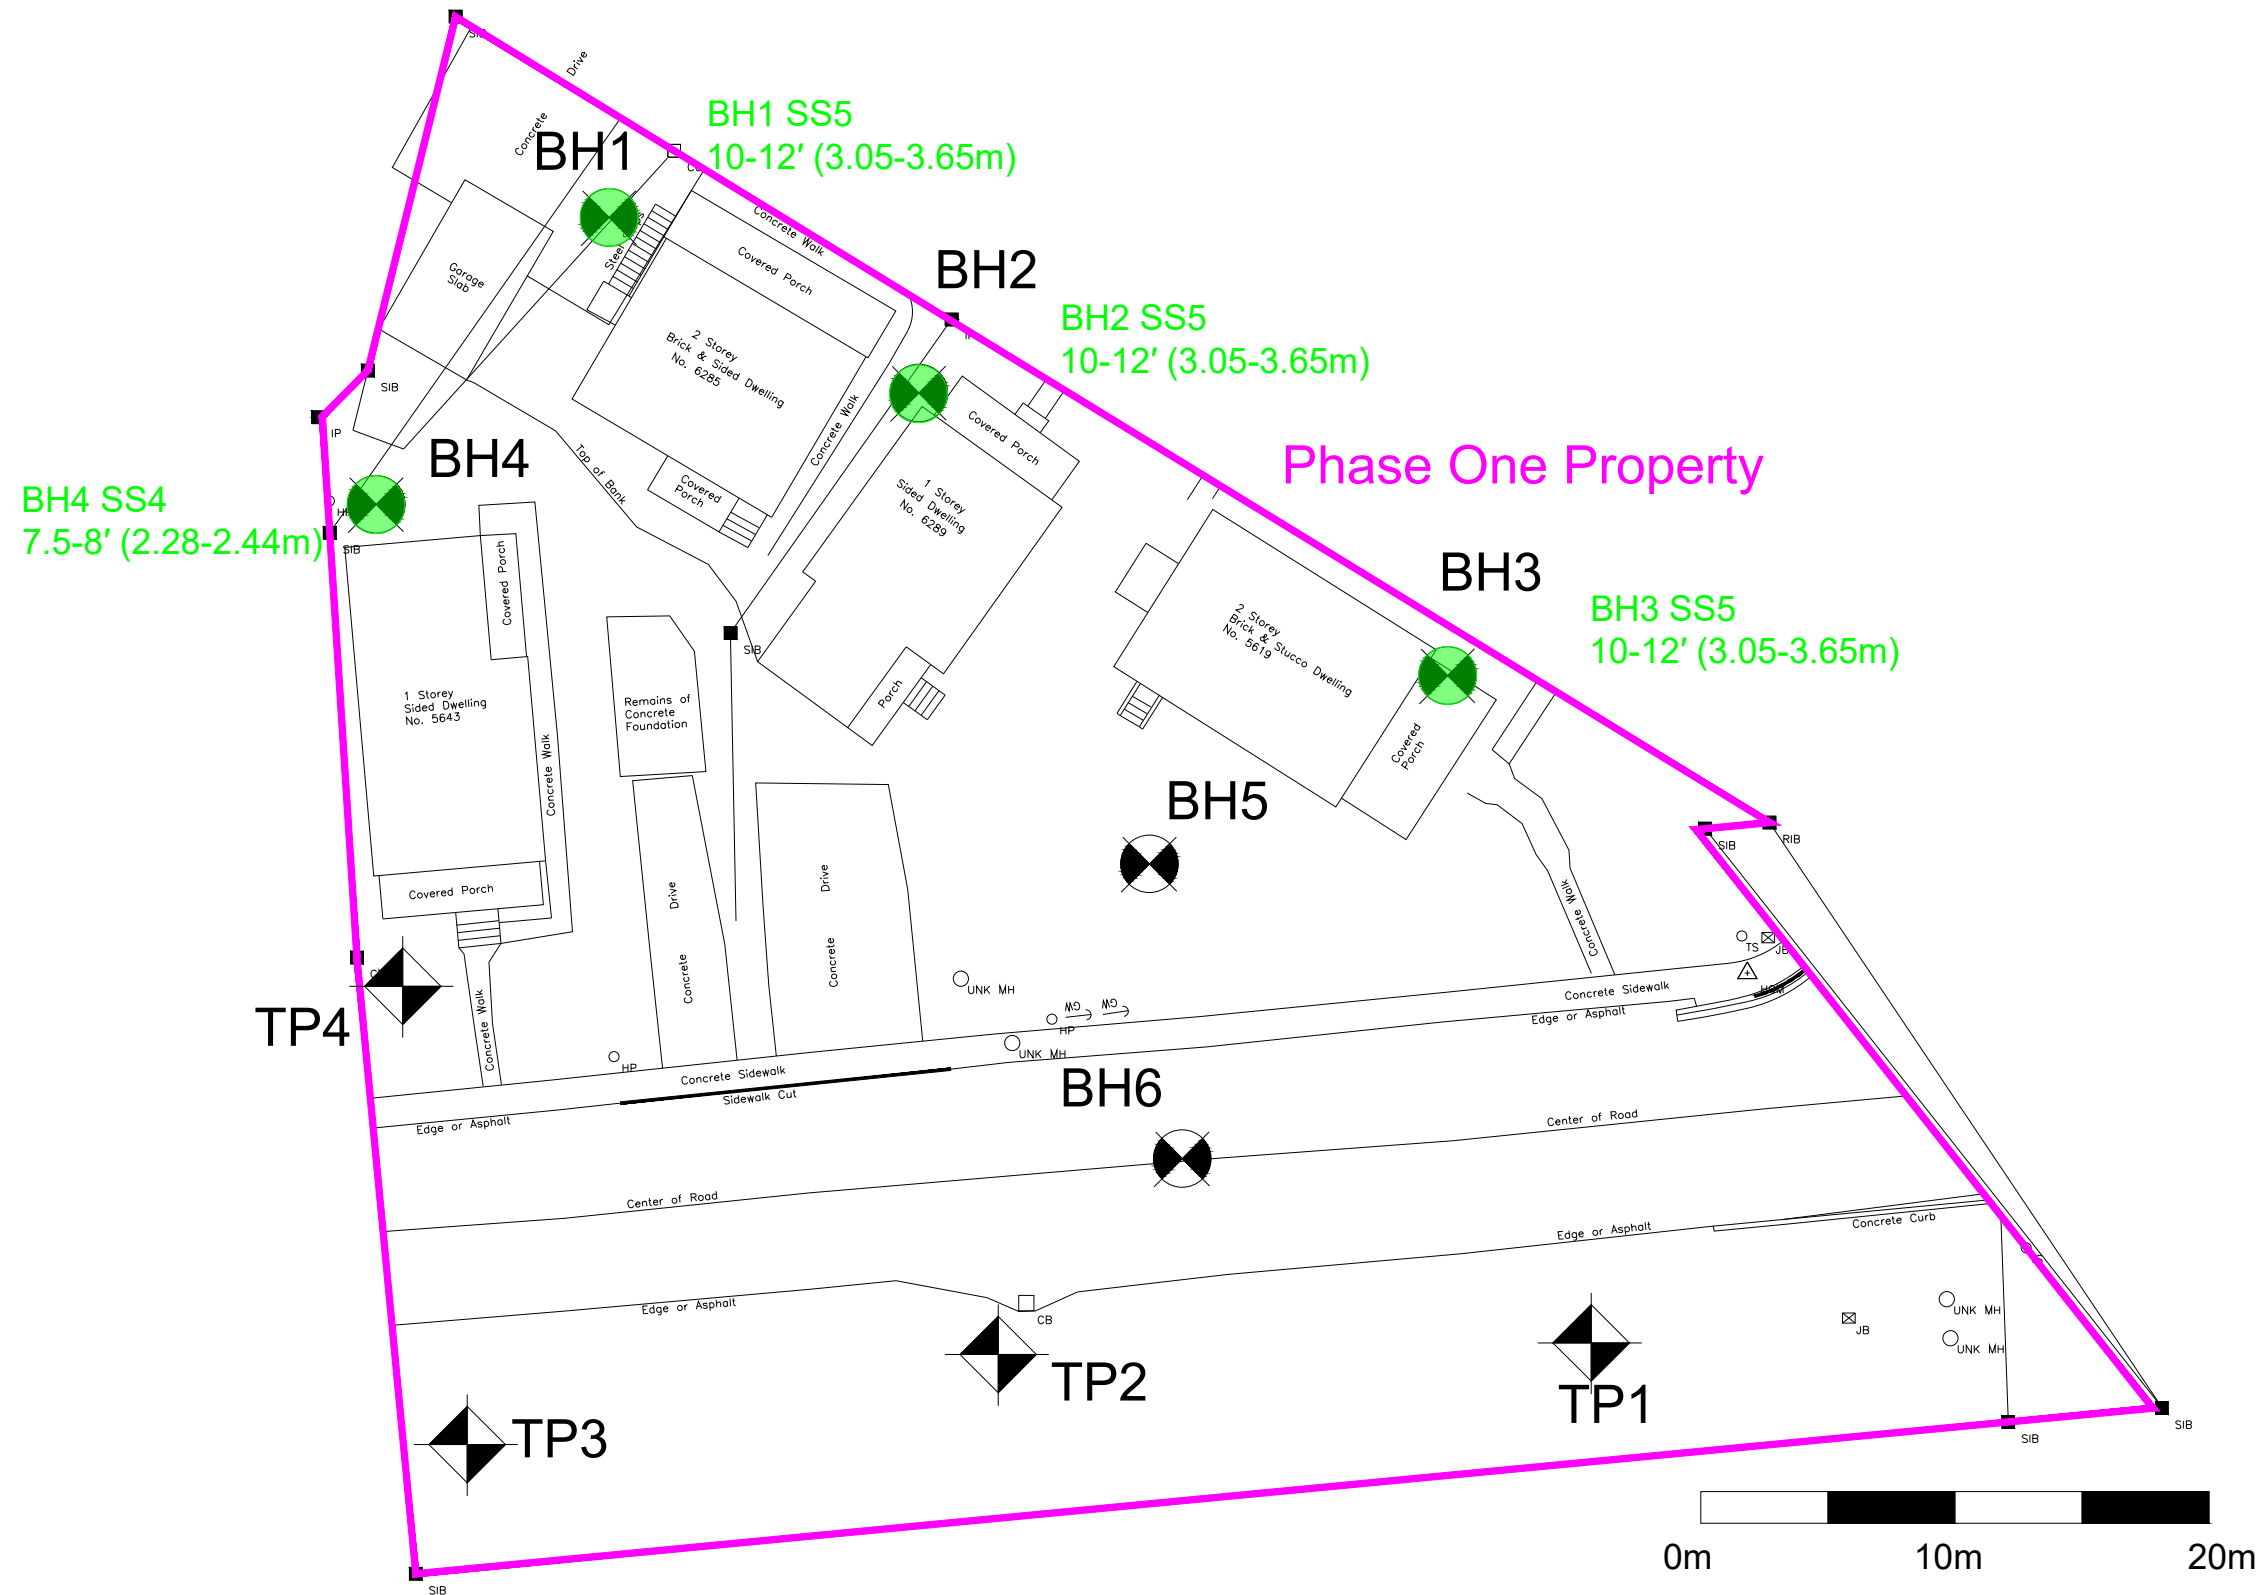 SIB
Drive
Concrete
BH1
BH1 SS5
10-12' (3.05-3.65m)
Steel
Concrete Walk
Covered Porch
Garage
Slab
BH2
BH2 SS5
10-12' (3.05-3.65m)
2 Storey
Brick & Sided Dwelling
No. 6285
SIB
IP
Concrete Walk
Covered Porch
BH4
BH4 SS4
7.5-8' (2.28-2.44m)
SIB
Top of Bank
Covered
Porch
1 Storey
Sided Dwelling
No. 6289
Phase One Property
BH3
BH3 SS5
10-12' (3.05-3.65m)
Covered Porch
2 Storey
Brick & Stucco Dwelling
No. 5619
SIB
1 Storey
Sided Dwelling
No. 5643
Remains of
Concrete
Foundation
Porch
Covered
Porch
Concrete Walk
BH5
SIB
RIB
Covered Porch
Drive
Concrete
Drive
Concrete
Concrete Walk
TS
JB
TP4
Concrete Walk
UNK MH
GW
GW
HP
UNK MH
Concrete Sidewalk
Edge or Asphalt
HP
Concrete Sidewalk
Sidewalk Cut
Edge or Asphalt
BH6
Center of Road
Center of Road
Edge or Asphalt
Concrete Curb
Edge or Asphalt
CB
UNK MH
JB
UNK MH
TP2
TP1
TP3
SIB
SIB
SIB
0m
10m
20m